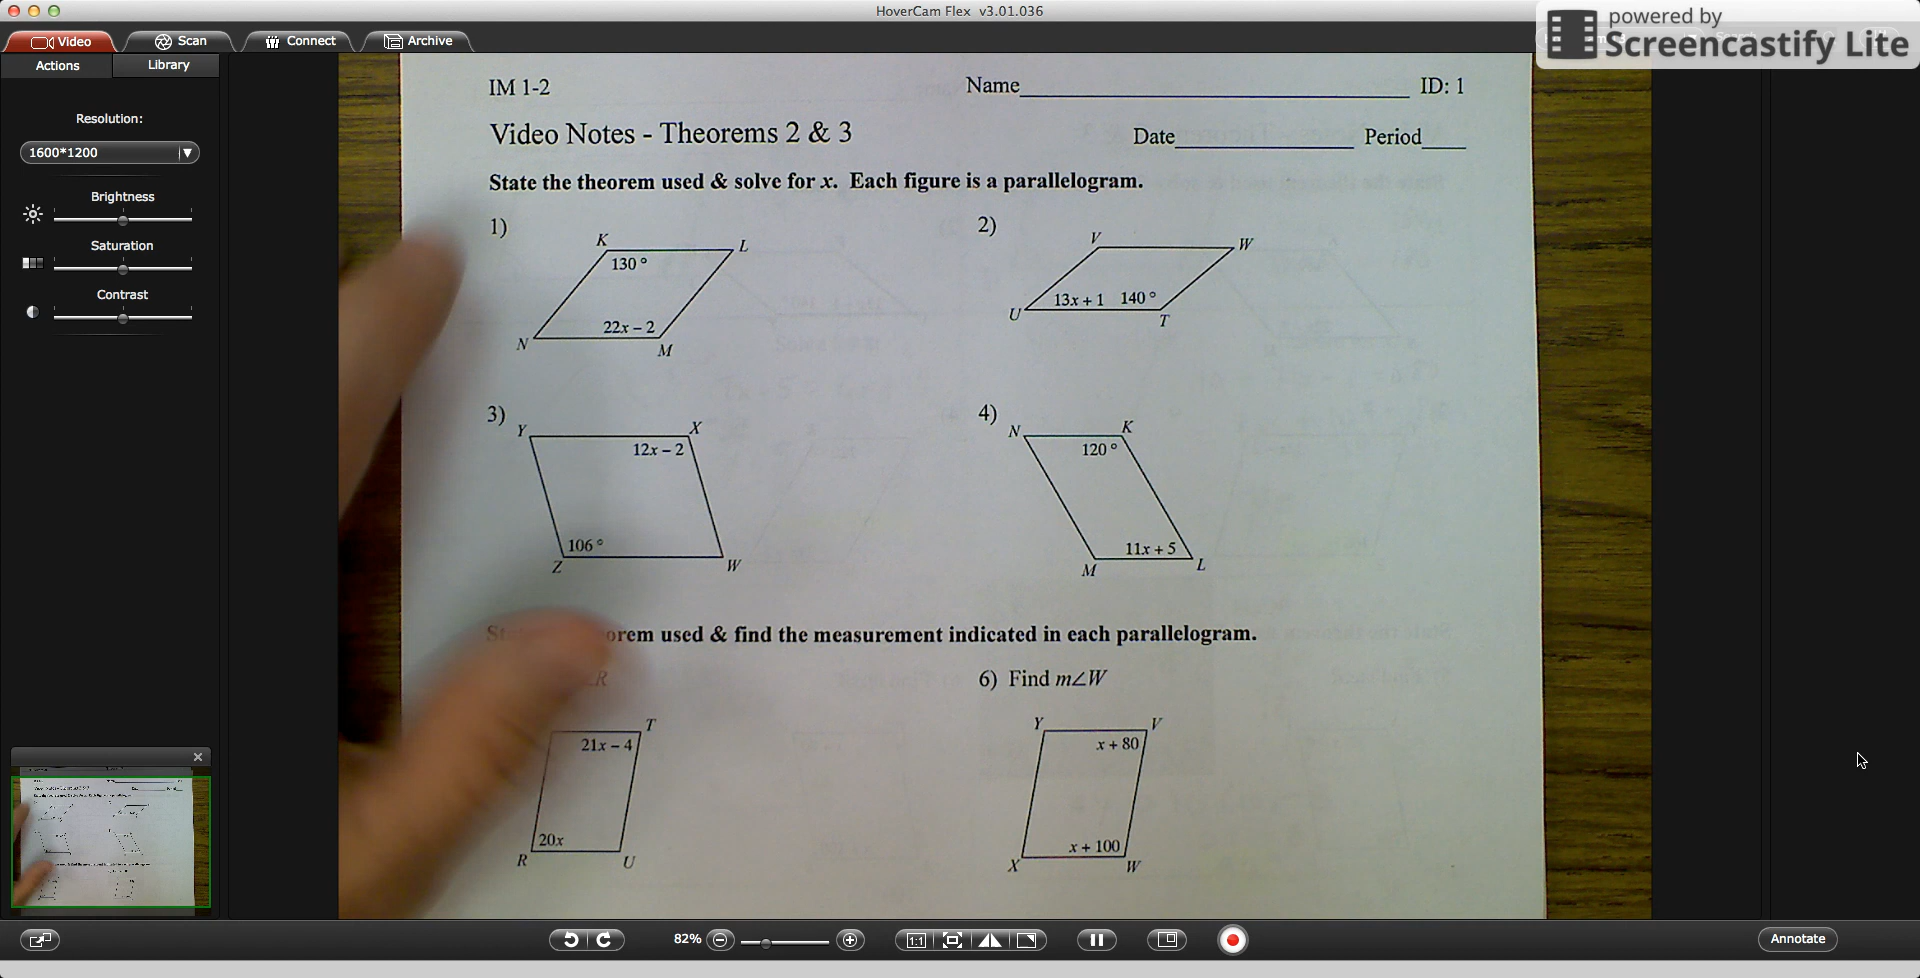 HoverCam Flex v3.01.036
powered by
Screencastify Lite
Video Scan Connect Archive
Actions Library
Resolution:
1600*1200
Brightness
Saturation
Contrast
IM 1-2 Name ID: 1
Video Notes - Theorems 2 & 3 Date Period
State the theorem used & solve for x. Each figure is a parallelogram.
1) 2)
K L V W
130° 13x + 1 140°
22x − 2 U T
N M
3) 4)
Y X N K
12x − 2 120°
106° 11x + 5
Z W M L
used & find the measurement indicated in each parallelogram.
R 6) Find m∠W
T Y V
21x − 4 x + 80
20x x + 100
R U X W
82% 1:1 Annotate